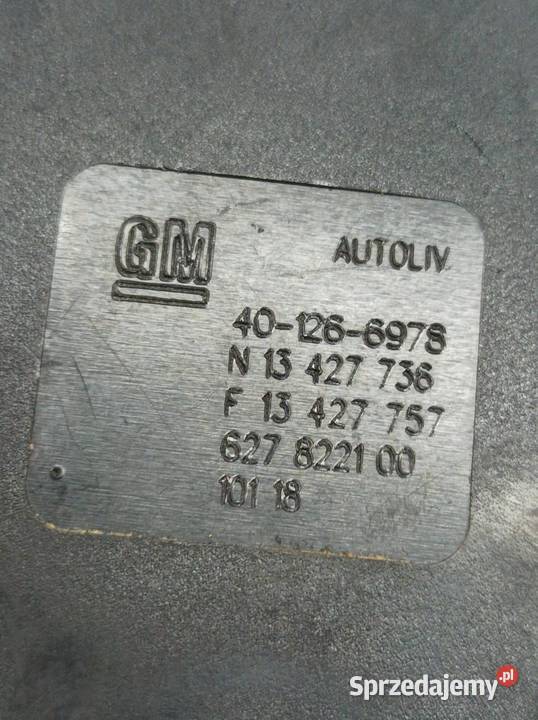 GM
AUTOLIV
40-126-6978
N 13 427 736
F 13 427 757
627 8221 00
101 18
Sprzedajemy.pl